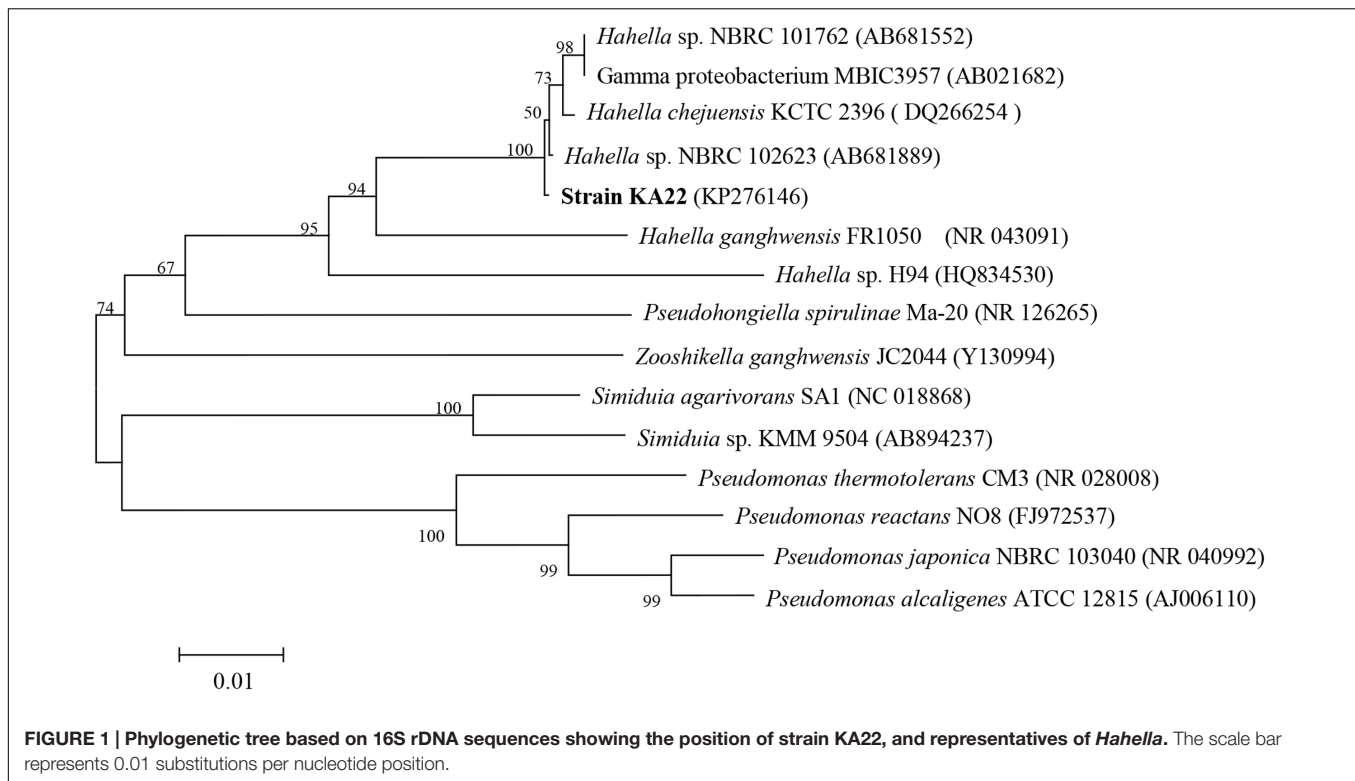 Hahella sp. NBRC 101762 (AB681552)
98
Gamma proteobacterium MBIC3957 (AB021682)
73
Hahella chejuensis KCTC 2396 ( DQ266254 )
50
Hahella sp. NBRC 102623 (AB681889)
100
Strain KA22 (KP276146)
94
Hahella ganghwensis FR1050 (NR 043091)
95
Hahella sp. H94 (HQ834530)
67
Pseudohongiella spirulinae Ma-20 (NR 126265)
74
Zooshikella ganghwensis JC2044 (Y130994)
Simiduia agarivorans SA1 (NC 018868)
100
Simiduia sp. KMM 9504 (AB894237)
Pseudomonas thermotolerans CM3 (NR 028008)
Pseudomonas reactans NO8 (FJ972537)
100
Pseudomonas japonica NBRC 103040 (NR 040992)
99
Pseudomonas alcaligenes ATCC 12815 (AJ006110)
99
0.01
FIGURE 1 | Phylogenetic tree based on 16S rDNA sequences showing the position of strain KA22, and representatives of Hahella. The scale bar
represents 0.01 substitutions per nucleotide position.